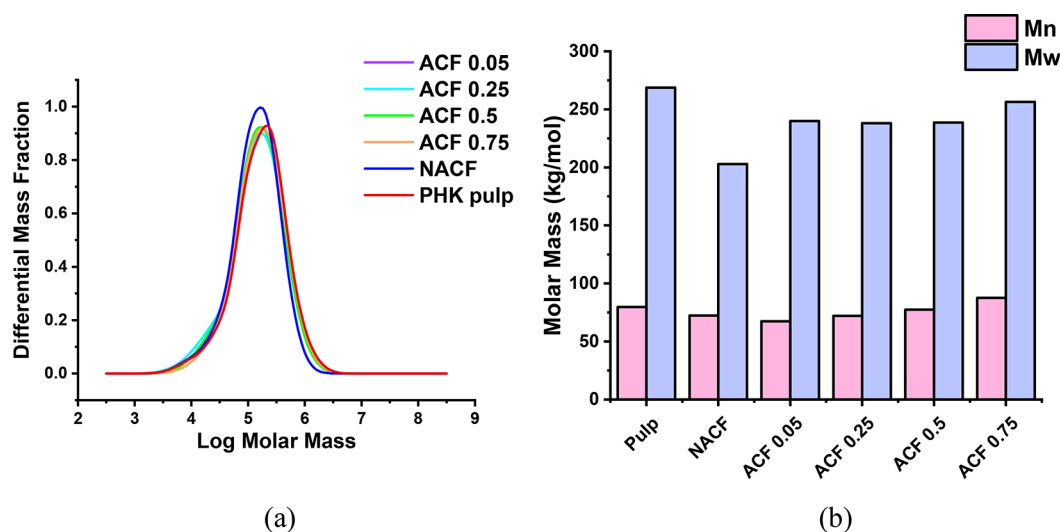 ACF 0.05
ACF 0.25
ACF 0.5
ACF 0.75
NACF
PHK pulp
Differential Mass Fraction
1.0
0.8
0.6
0.4
0.2
0.0
2 3 4 5 6 7 8 9
Log Molar Mass
(a)
Mn
Mw
Molar Mass (kg/mol)
300
250
200
150
100
50
0
Pulp
NACF
ACF 0.05
ACF 0.25
ACF 0.5
ACF 0.75
(b)